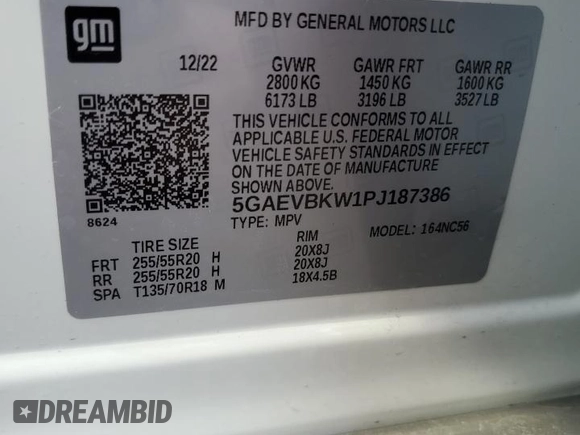 gm
MFD BY GENERAL MOTORS LLC
12/22 GVWR GAWR FRT GAWR RR
2800 KG 1450 KG 1600 KG
6173 LB 3196 LB 3527 LB
THIS VEHICLE CONFORMS TO ALL
APPLICABLE U.S. FEDERAL MOTOR
VEHICLE SAFETY STANDARDS IN EFFECT
ON THE DATE OF MANUFACTURE
SHOWN ABOVE.
8624
5GAEVBKW1PJ187386
TYPE: MPV MODEL: 164NC56
TIRE SIZE RIM
FRT 255/55R20 H 20X8J
RR 255/55R20 H 20X8J
SPA T135/70R18 M 18X4.5B
DREAMBID